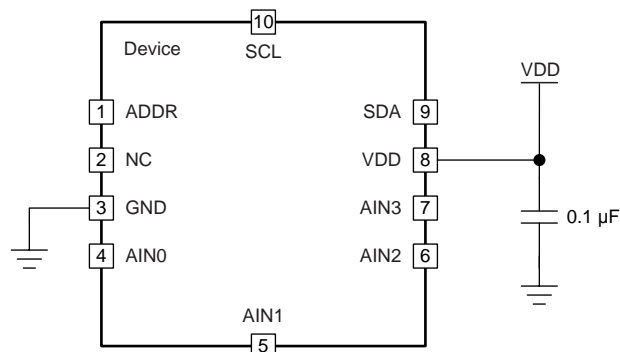 10
Device
SCL
VDD
1 ADDR
SDA 9
2 NC
VDD 8
3 GND
AIN3 7
0.1 µF
4 AIN0
AIN2 6
AIN1
5